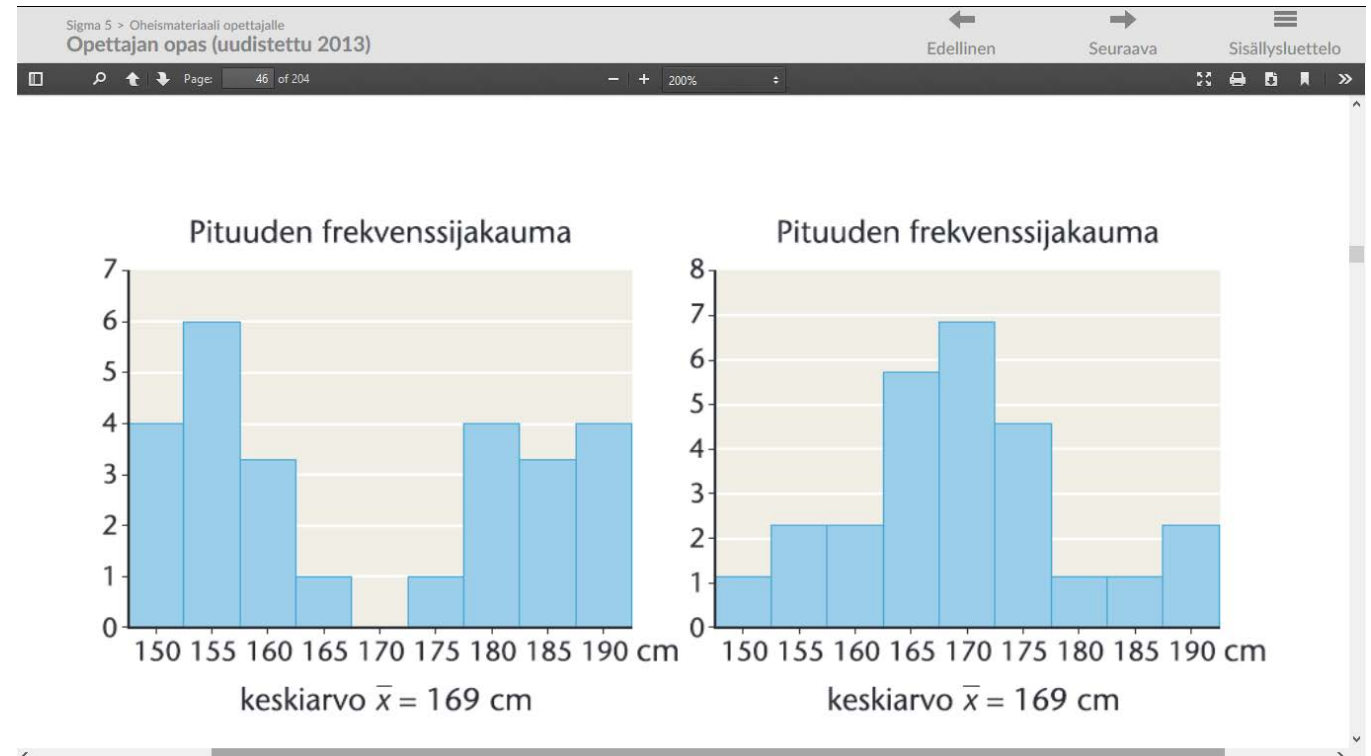 Sigma 5 > Oheismateriaali opettajalle
Opettajan opas (uudistettu 2013)
Edellinen
Seuraava
Sisällysluettelo
Page: 46 of 204
200%
Pituuden frekvenssijakauma
7
6
5
4
3
2
1
0
150 155 160 165 170 175 180 185 190 cm
keskiarvo x̅ = 169 cm
Pituuden frekvenssijakauma
8
7
6
5
4
3
2
1
0
150 155 160 165 170 175 180 185 190 cm
keskiarvo x̅ = 169 cm